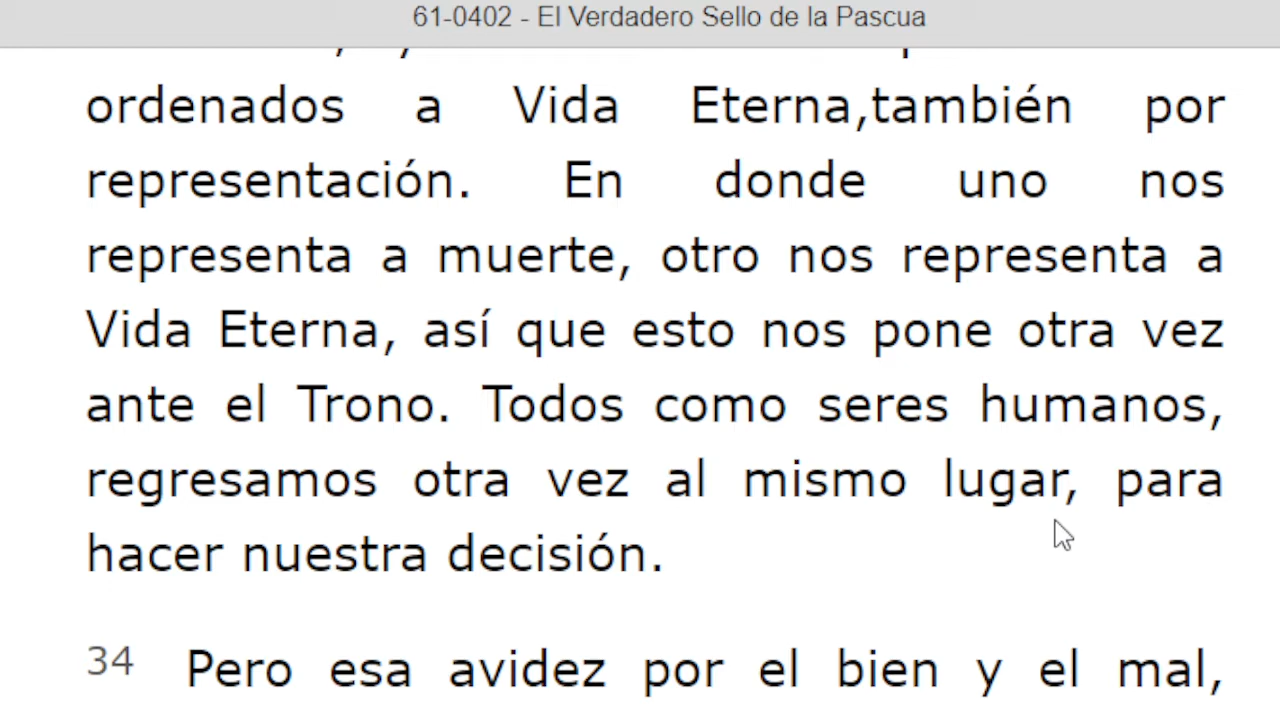 61-0402 - El Verdadero Sello de la Pascua
ordenados a Vida Eterna,también por
representación. En donde uno nos
representa a muerte, otro nos representa a
Vida Eterna, así que esto nos pone otra vez
ante el Trono. Todos como seres humanos,
regresamos otra vez al mismo lugar, para
hacer nuestra decisión.
34 Pero esa avidez por el bien y el mal,